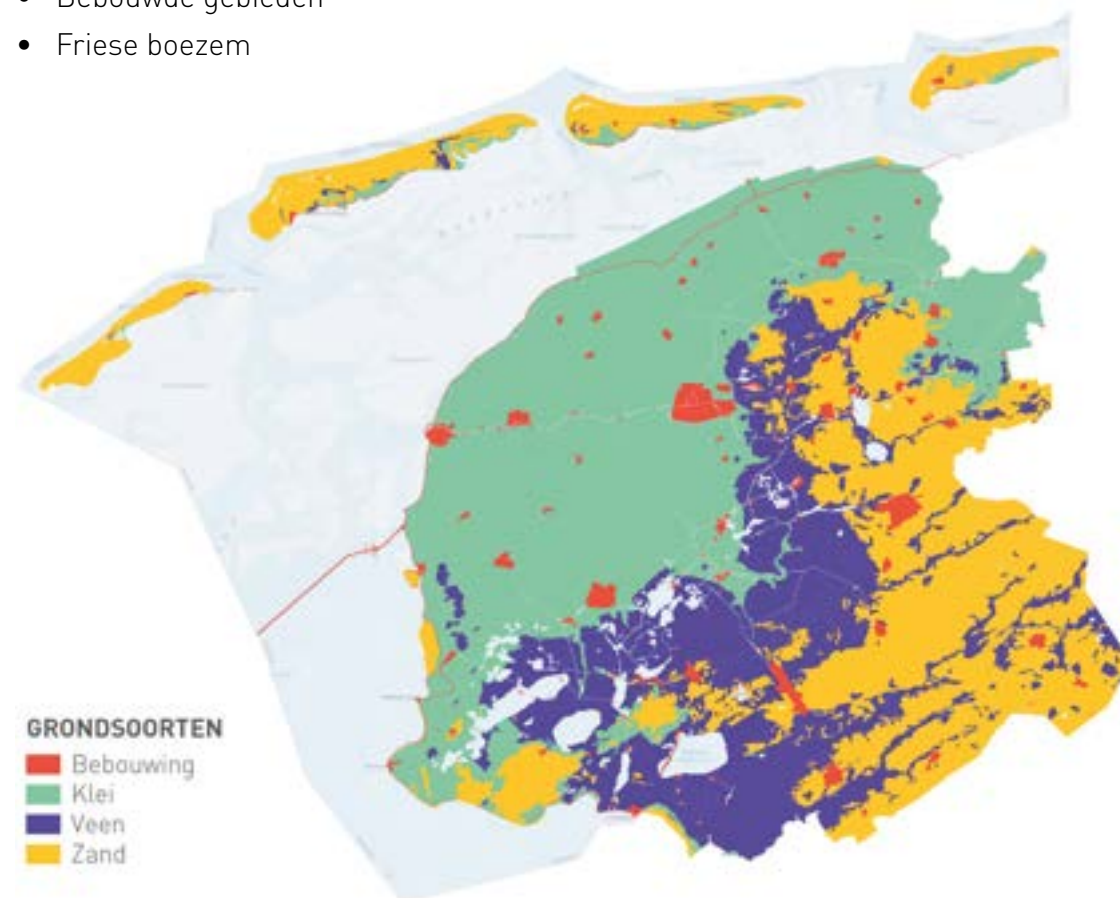 • Bebouwde gebieden
• Friese boezem
GRONDSOORTEN
Bebouwing
Klei
Veen
Zand